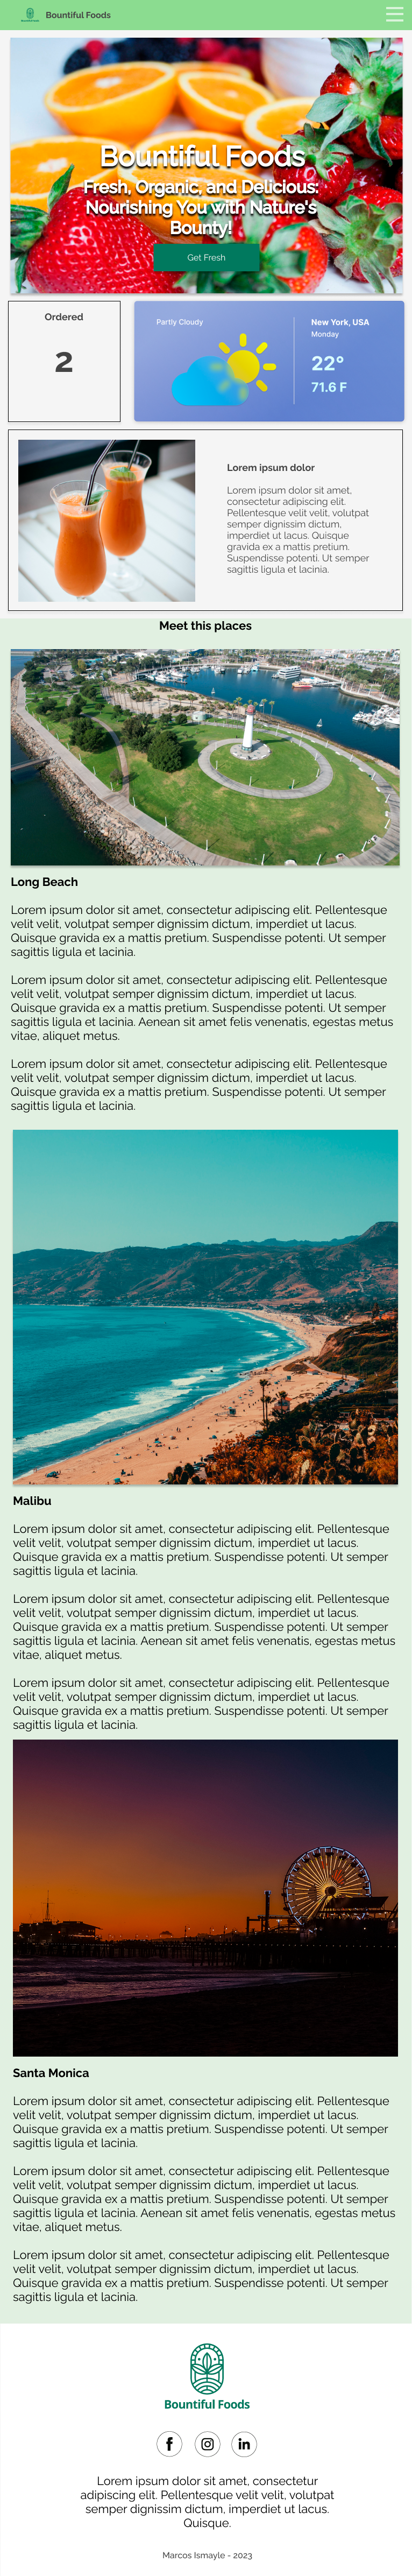 Bountiful Foods
Bountiful Foods
Fresh, Organic, and Delicious:
Nourishing You with Nature's
Bounty!
Get Fresh
Ordered
2
Partly Cloudy
New York, USA
Monday
22°
71.6 F
Lorem ipsum dolor
Lorem ipsum dolor sit amet,
consectetur adipiscing elit.
Pellentesque velit velit, volutpat
semper dignissim dictum,
imperdiet ut lacus. Quisque
gravida ex a mattis pretium.
Suspendisse potenti. Ut semper
sagittis ligula et lacinia.
Meet this places
Long Beach
Lorem ipsum dolor sit amet, consectetur adipiscing elit. Pellentesque
velit velit, volutpat semper dignissim dictum, imperdiet ut lacus.
Quisque gravida ex a mattis pretium. Suspendisse potenti. Ut semper
sagittis ligula et lacinia.
Lorem ipsum dolor sit amet, consectetur adipiscing elit. Pellentesque
velit velit, volutpat semper dignissim dictum, imperdiet ut lacus.
Quisque gravida ex a mattis pretium. Suspendisse potenti. Ut semper
sagittis ligula et lacinia. Aenean sit amet felis venenatis, egestas metus
vitae, aliquet metus.
Lorem ipsum dolor sit amet, consectetur adipiscing elit. Pellentesque
velit velit, volutpat semper dignissim dictum, imperdiet ut lacus.
Quisque gravida ex a mattis pretium. Suspendisse potenti. Ut semper
sagittis ligula et lacinia.
Malibu
Lorem ipsum dolor sit amet, consectetur adipiscing elit. Pellentesque
velit velit, volutpat semper dignissim dictum, imperdiet ut lacus.
Quisque gravida ex a mattis pretium. Suspendisse potenti. Ut semper
sagittis ligula et lacinia.
Lorem ipsum dolor sit amet, consectetur adipiscing elit. Pellentesque
velit velit, volutpat semper dignissim dictum, imperdiet ut lacus.
Quisque gravida ex a mattis pretium. Suspendisse potenti. Ut semper
sagittis ligula et lacinia. Aenean sit amet felis venenatis, egestas metus
vitae, aliquet metus.
Lorem ipsum dolor sit amet, consectetur adipiscing elit. Pellentesque
velit velit, volutpat semper dignissim dictum, imperdiet ut lacus.
Quisque gravida ex a mattis pretium. Suspendisse potenti. Ut semper
sagittis ligula et lacinia.
Santa Monica
Lorem ipsum dolor sit amet, consectetur adipiscing elit. Pellentesque
velit velit, volutpat semper dignissim dictum, imperdiet ut lacus.
Quisque gravida ex a mattis pretium. Suspendisse potenti. Ut semper
sagittis ligula et lacinia.
Lorem ipsum dolor sit amet, consectetur adipiscing elit. Pellentesque
velit velit, volutpat semper dignissim dictum, imperdiet ut lacus.
Quisque gravida ex a mattis pretium. Suspendisse potenti. Ut semper
sagittis ligula et lacinia. Aenean sit amet felis venenatis, egestas metus
vitae, aliquet metus.
Lorem ipsum dolor sit amet, consectetur adipiscing elit. Pellentesque
velit velit, volutpat semper dignissim dictum, imperdiet ut lacus.
Quisque gravida ex a mattis pretium. Suspendisse potenti. Ut semper
sagittis ligula et lacinia.
Bountiful Foods
Lorem ipsum dolor sit amet, consectetur
adipiscing elit. Pellentesque velit velit, volutpat
semper dignissim dictum, imperdiet ut lacus.
Quisque.
Marcos Ismayle - 2023